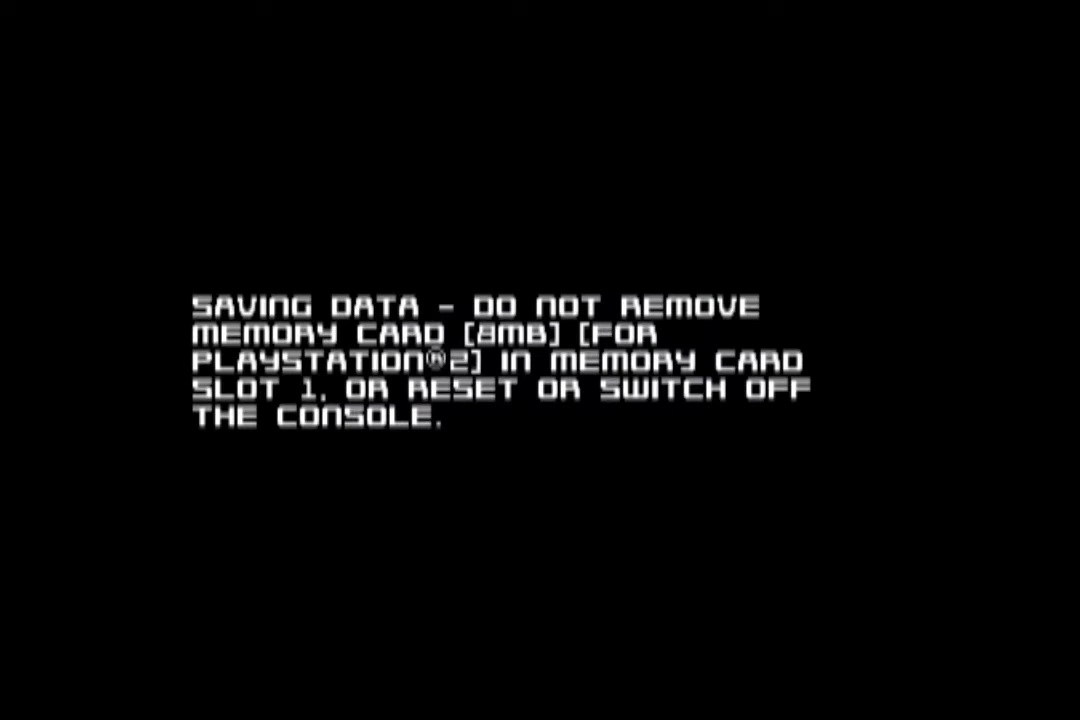 SAVING DATA - DO NOT REMOVE
MEMORY CARD [8MB] [FOR
PLAYSTATION®2] IN MEMORY CARD
SLOT 1, OR RESET OR SWITCH OFF
THE CONSOLE.